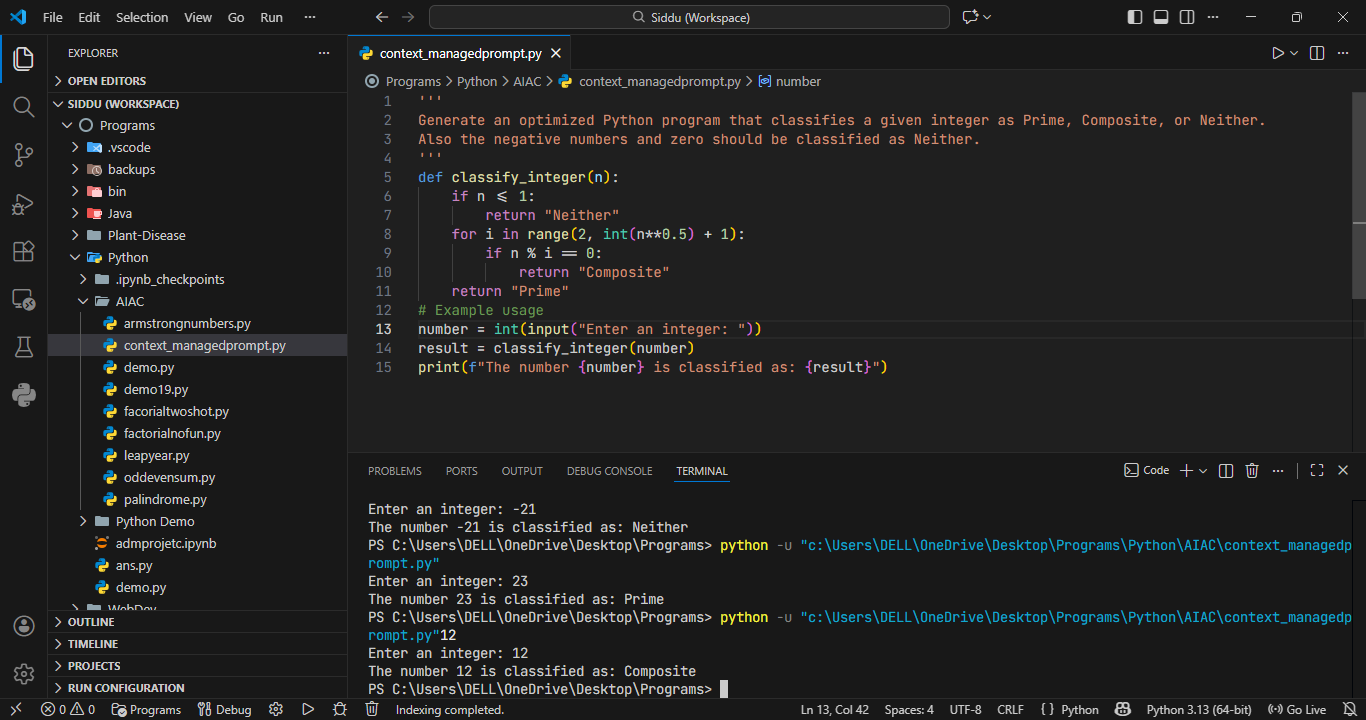 File Edit Selection View Go Run ··· Siddu (Workspace)
EXPLORER ···
OPEN EDITORS
SIDDU (WORKSPACE)
Programs
.vscode
backups
bin
Java
Plant-Disease
Python
.ipynb_checkpoints
AIAC
armstrongnumbers.py
context_managedprompt.py
demo.py
demo19.py
facorialtwoshot.py
factorialnofun.py
leapyear.py
oddevensum.py
palindrome.py
Python Demo
admprojetc.ipynb
ans.py
demo.py
WebDev
OUTLINE
TIMELINE
PROJECTS
RUN CONFIGURATION
context_managedprompt.py
Programs > Python > AIAC > context_managedprompt.py > number
1 '''
2 Generate an optimized Python program that classifies a given integer as Prime, Composite, or Neither.
3 Also the negative numbers and zero should be classified as Neither.
4 '''
5 def classify_integer(n):
6 if n <= 1:
7 return "Neither"
8 for i in range(2, int(n**0.5) + 1):
9 if n % i == 0:
10 return "Composite"
11 return "Prime"
12 # Example usage
13 number = int(input("Enter an integer: "))
14 result = classify_integer(number)
15 print(f"The number {number} is classified as: {result}")
PROBLEMS PORTS OUTPUT DEBUG CONSOLE TERMINAL Code
Enter an integer: -21
The number -21 is classified as: Neither
PS C:\Users\DELL\OneDrive\Desktop\Programs> python -u "c:\Users\DELL\OneDrive\Desktop\Programs\Python\AIAC\context_managedp
rompt.py"
Enter an integer: 23
The number 23 is classified as: Prime
PS C:\Users\DELL\OneDrive\Desktop\Programs> python -u "c:\Users\DELL\OneDrive\Desktop\Programs\Python\AIAC\context_managedp
rompt.py"12
Enter an integer: 12
The number 12 is classified as: Composite
PS C:\Users\DELL\OneDrive\Desktop\Programs>
0 0 Programs Debug Indexing completed. Ln 13, Col 42 Spaces: 4 UTF-8 CRLF {} Python Python 3.13 (64-bit) Go Live